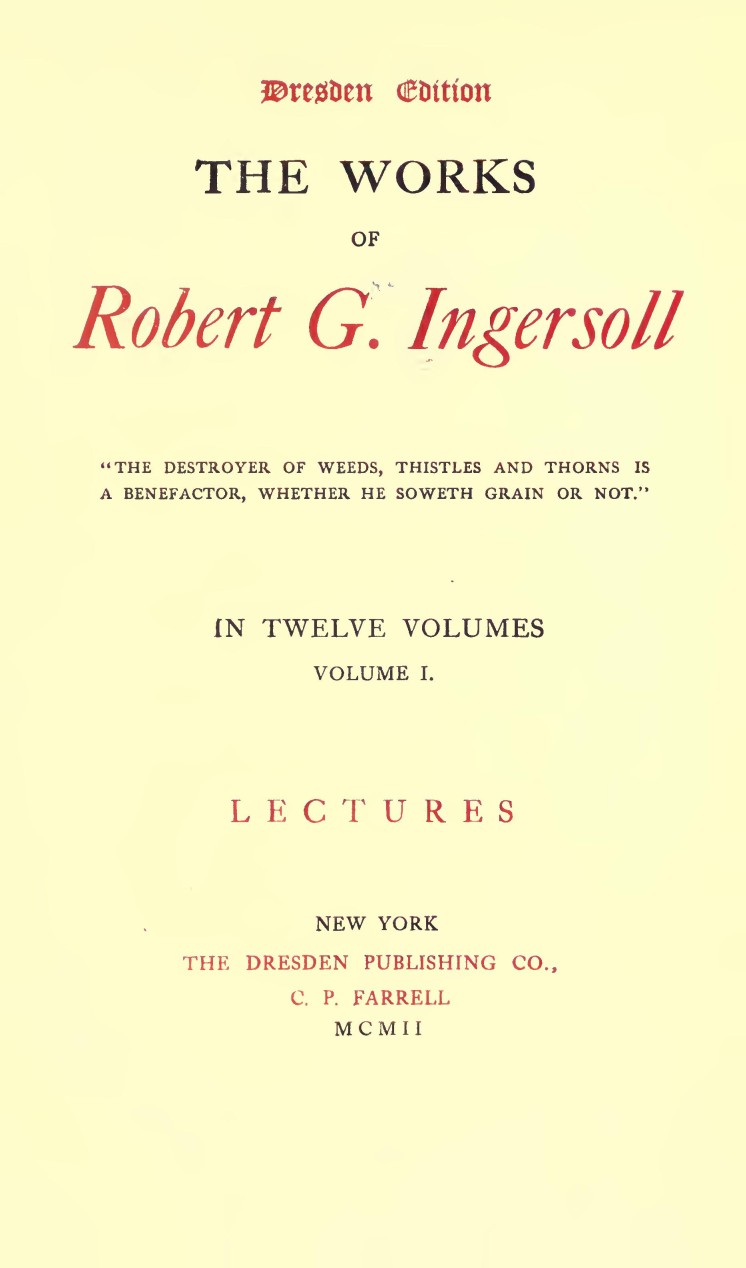 Dresden Edition
THE WORKS
OF
Robert G. Ingersoll
“THE DESTROYER OF WEEDS, THISTLES AND THORNS IS
A BENEFACTOR, WHETHER HE SOWETH GRAIN OR NOT.”
IN TWELVE VOLUMES
VOLUME I.
LECTURES
NEW YORK
THE DRESDEN PUBLISHING CO.,
C. P. FARRELL
MCMII